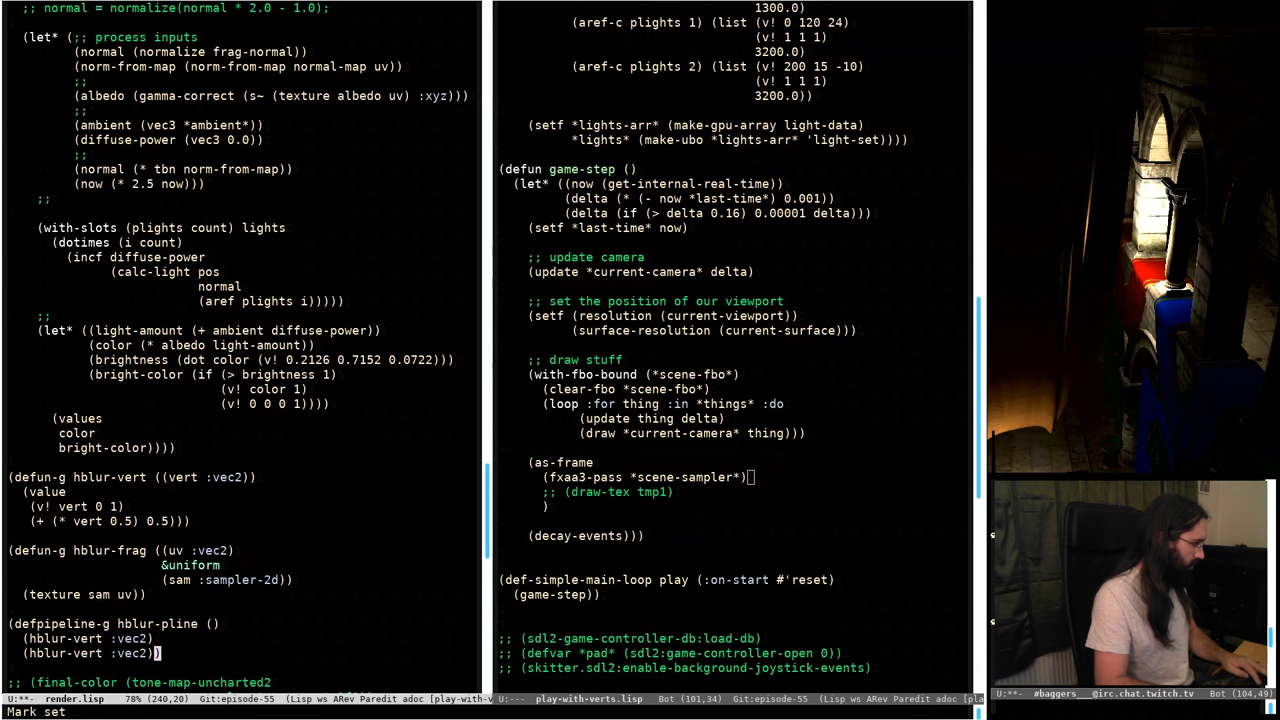 ;; normal = normalize(normal * 2.0 - 1.0);
(let* (;; process inputs
(normal (normalize frag-normal))
(norm-from-map (norm-from-map normal-map uv))
;;
(albedo (gamma-correct (s~ (texture albedo uv) :xyz)))
;;
(ambient (vec3 *ambient*))
(diffuse-power (vec3 0.0))
;;
(normal (* tbn norm-from-map))
(now (* 2.5 now)))
;;
(with-slots (plights count) lights
(dotimes (i count)
(incf diffuse-power
(calc-light pos
normal
(aref plights i)))))
;;
(let* ((light-amount (+ ambient diffuse-power))
(color (* albedo light-amount))
(brightness (dot color (v! 0.2126 0.7152 0.0722)))
(bright-color (if (> brightness 1)
(v! color 1)
(v! 0 0 0 1))))
(values
color
bright-color))))
(defun-g hblur-vert ((vert :vec2))
(value
(v! vert 0 1)
(+ (* vert 0.5) 0.5)))
(defun-g hblur-frag ((uv :vec2)
&uniform
(sam :sampler-2d))
(texture sam uv))
(defpipeline-g hblur-pline ()
(hblur-vert :vec2)
(hblur-vert :vec2))
;; (final-color (tone-map-uncharted2
U:**- render.lisp 78% (240,20) Git:episode-55 (Lisp ws ARev Paredit adoc [play-with-v
Mark set
1300.0)
(aref-c plights 1) (list (v! 0 120 24)
(v! 1 1 1)
3200.0)
(aref-c plights 2) (list (v! 200 15 -10)
(v! 1 1 1)
3200.0))
(setf *lights-arr* (make-gpu-array light-data)
*lights* (make-ubo *lights-arr* 'light-set))))
(defun game-step ()
(let* ((now (get-internal-real-time))
(delta (* (- now *last-time*) 0.001))
(delta (if (> delta 0.16) 0.00001 delta)))
(setf *last-time* now)
;; update camera
(update *current-camera* delta)
;; set the position of our viewport
(setf (resolution (current-viewport))
(surface-resolution (current-surface)))
;; draw stuff
(with-fbo-bound (*scene-fbo*)
(clear-fbo *scene-fbo*)
(loop :for thing :in *things* :do
(update thing delta)
(draw *current-camera* thing)))
(as-frame
(fxaa3-pass *scene-sampler*)
;; (draw-tex tmp1)
)
(decay-events)))
(def-simple-main-loop play (:on-start #'reset)
(game-step))
;; (sdl2-game-controller-db:load-db)
;; (defvar *pad* (sdl2:game-controller-open 0))
;; (skitter.sdl2:enable-background-joystick-events)
U:--- play-with-verts.lisp Bot (101,34) Git:episode-55 (Lisp ws ARev Paredit adoc [pla
U:**- #baggers___@irc.chat.twitch.tv Bot (104,49)